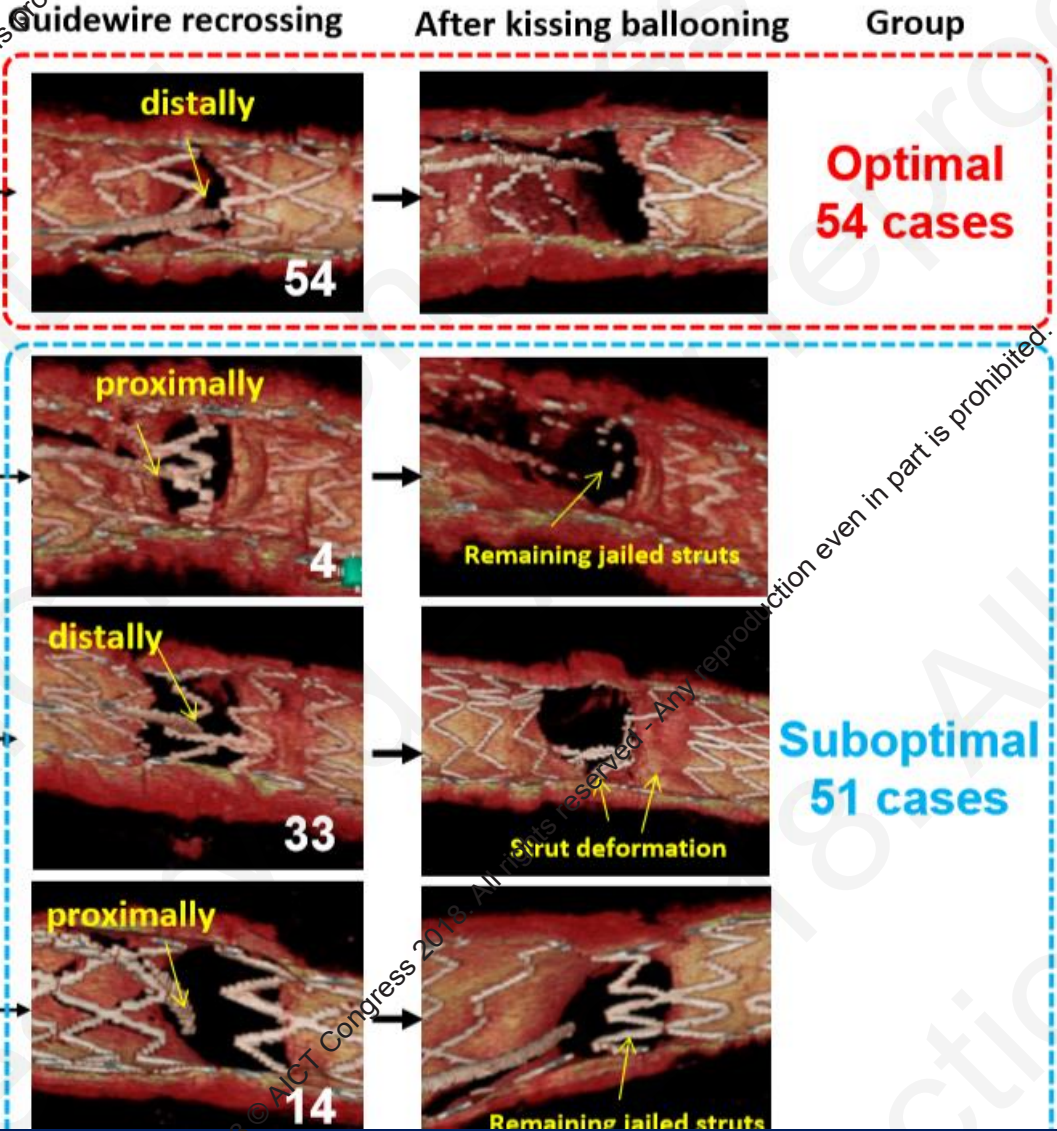 Guidewire recrossing
After kissing ballooning
Group
distally
54
Optimal
54 cases
proximally
4
Remaining jailed struts
distally
33
Strut deformation
Suboptimal
51 cases
proximally
14
Remaining jailed struts
© AICT Congress 2018. All rights reserved - Any reproduction even in part is prohibited.